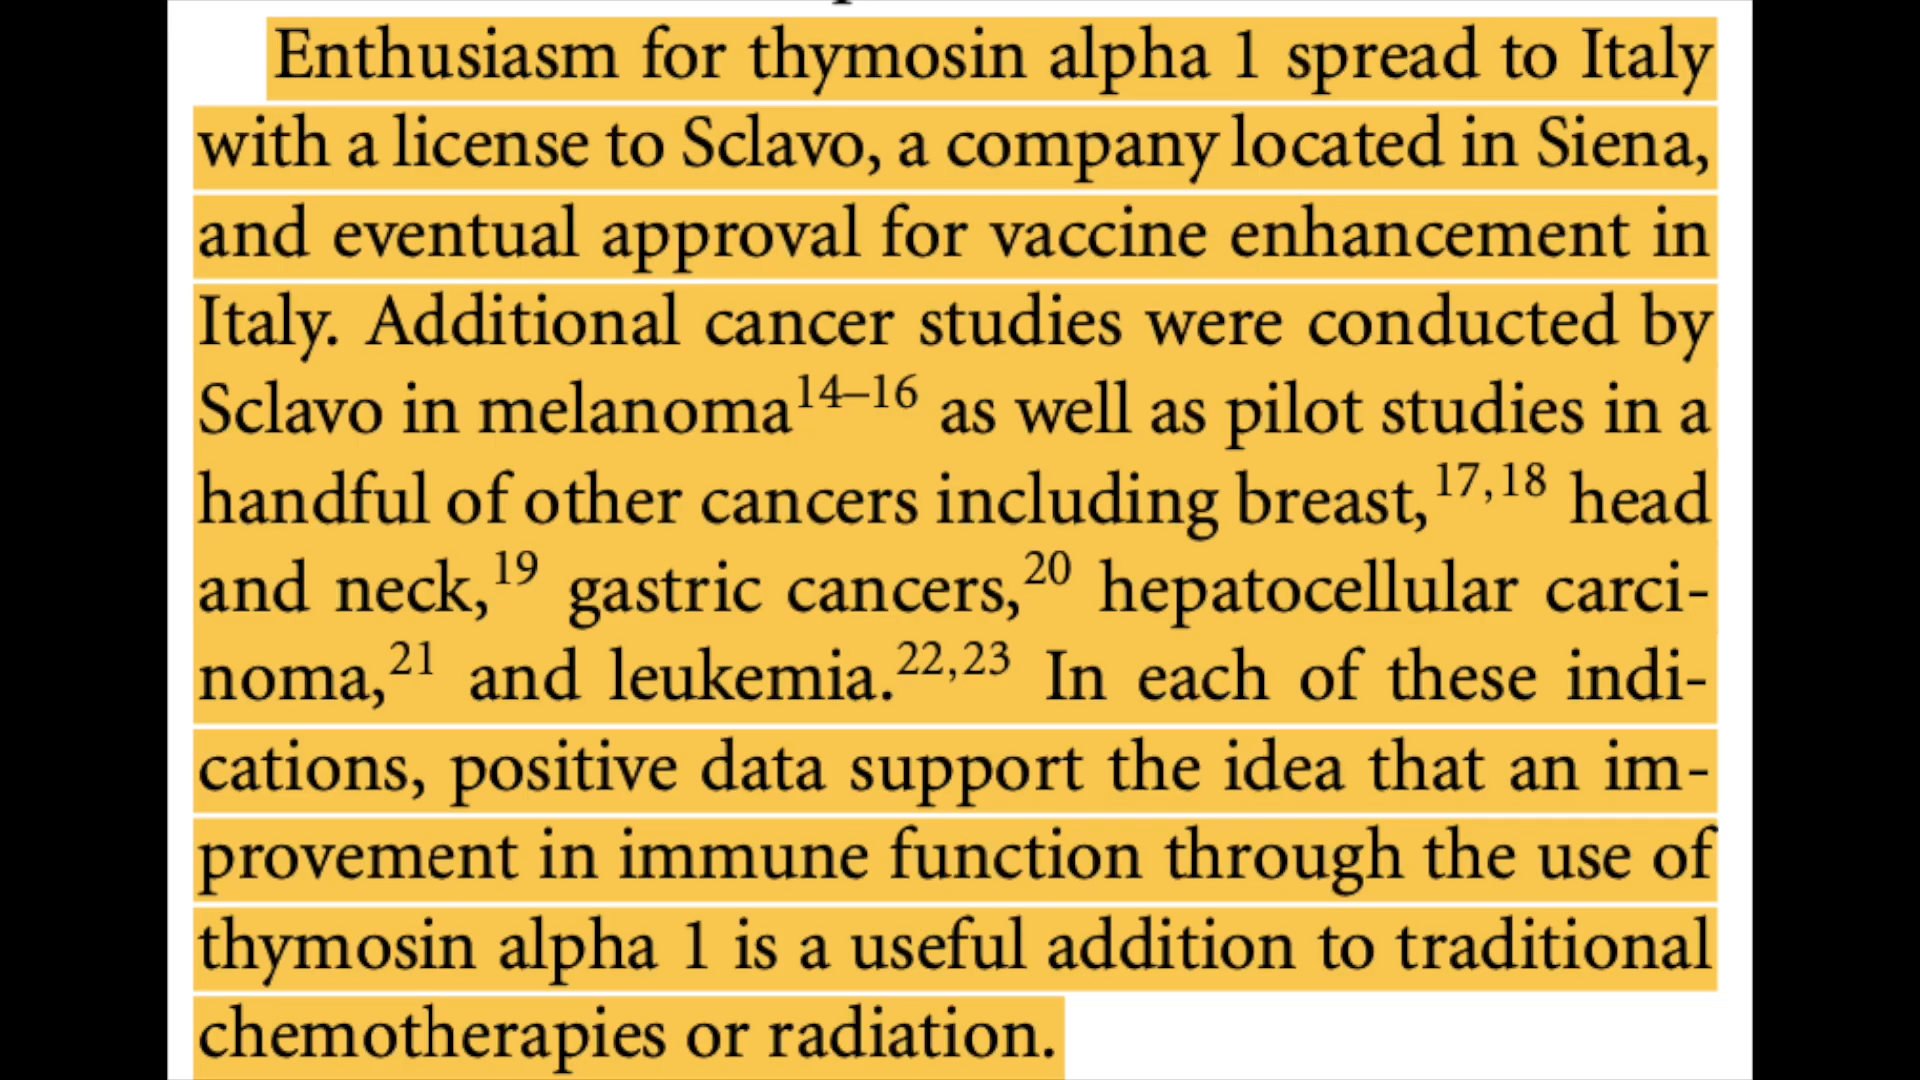 Enthusiasm for thymosin alpha 1 spread to Italy
with a license to Sclavo, a company located in Siena,
and eventual approval for vaccine enhancement in
Italy. Additional cancer studies were conducted by
Sclavo in melanoma14–16 as well as pilot studies in a
handful of other cancers including breast,17,18 head
and neck,19 gastric cancers,20 hepatocellular carci-
noma,21 and leukemia.22,23 In each of these indi-
cations, positive data support the idea that an im-
provement in immune function through the use of
thymosin alpha 1 is a useful addition to traditional
chemotherapies or radiation.